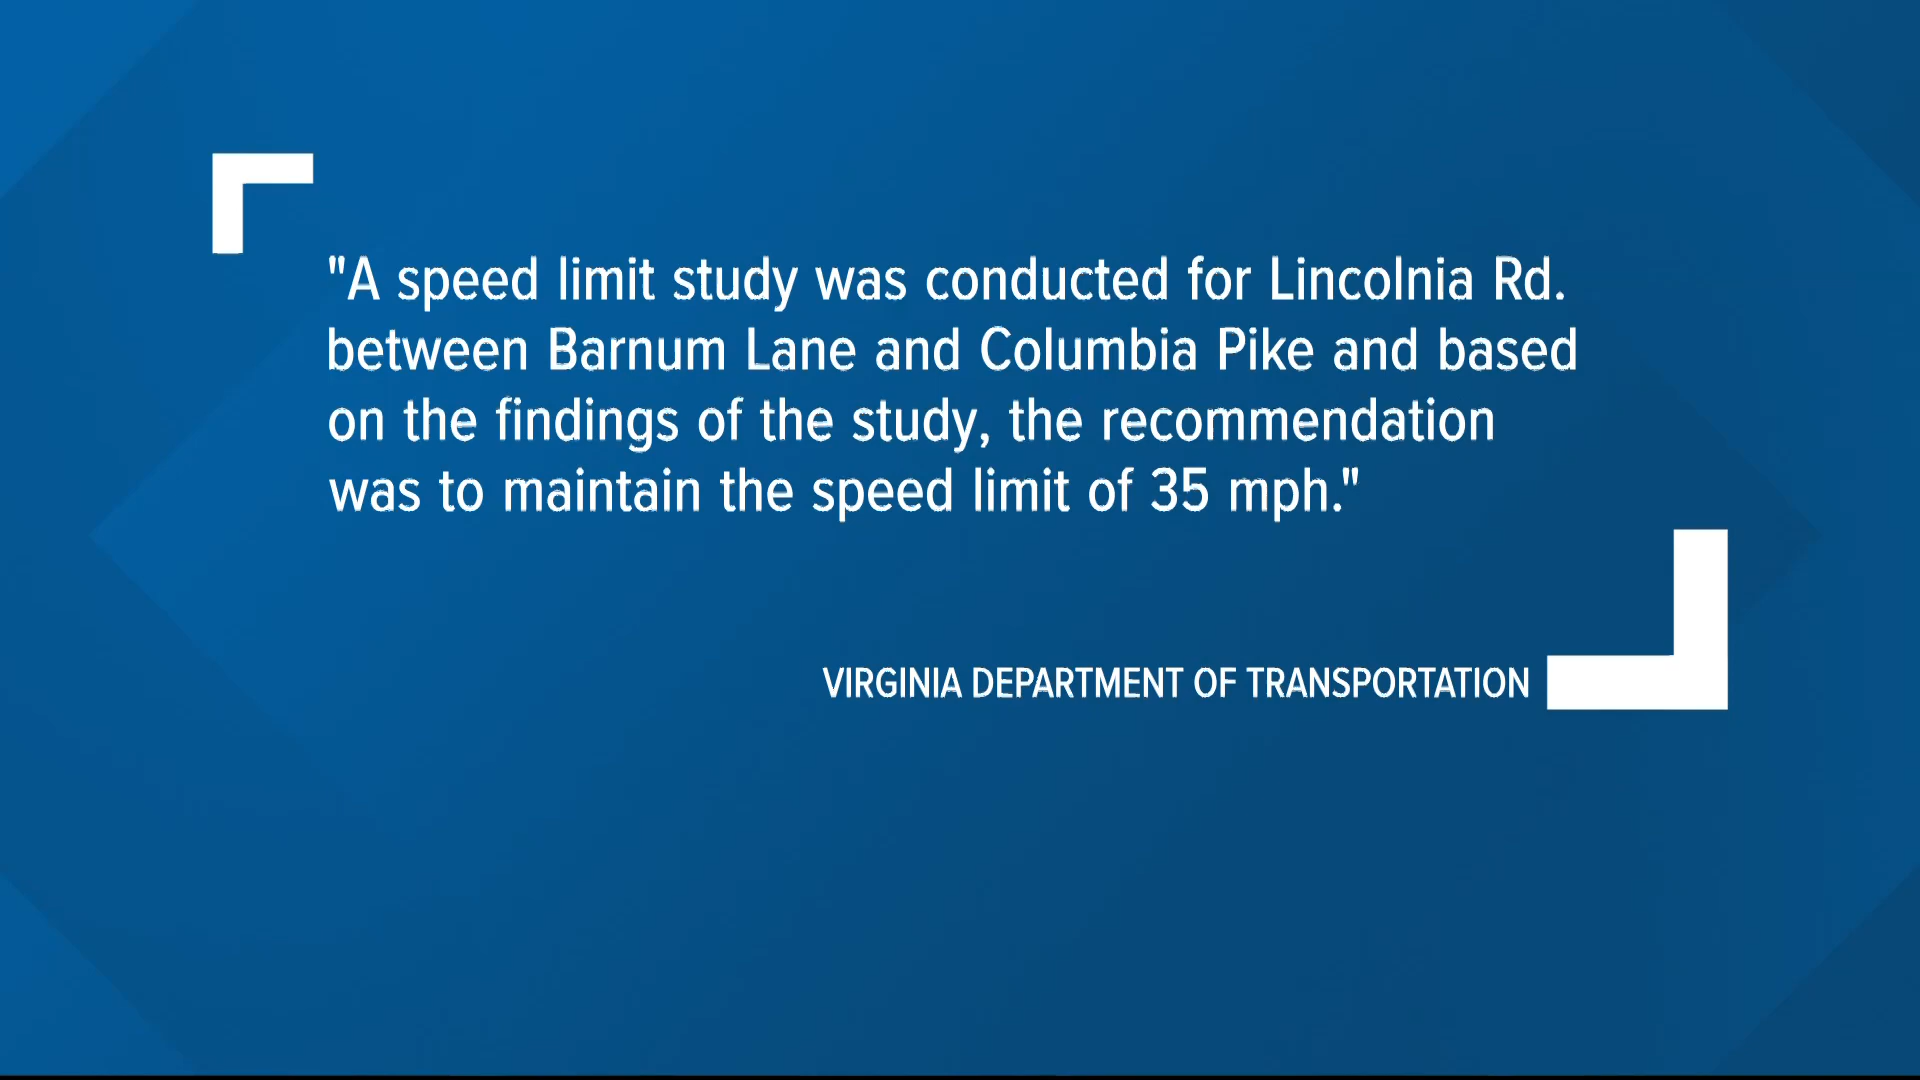 "A speed limit study was conducted for Lincolnia Rd.
between Barnum Lane and Columbia Pike and based
on the findings of the study, the recommendation
was to maintain the speed limit of 35 mph."
VIRGINIA DEPARTMENT OF TRANSPORTATION